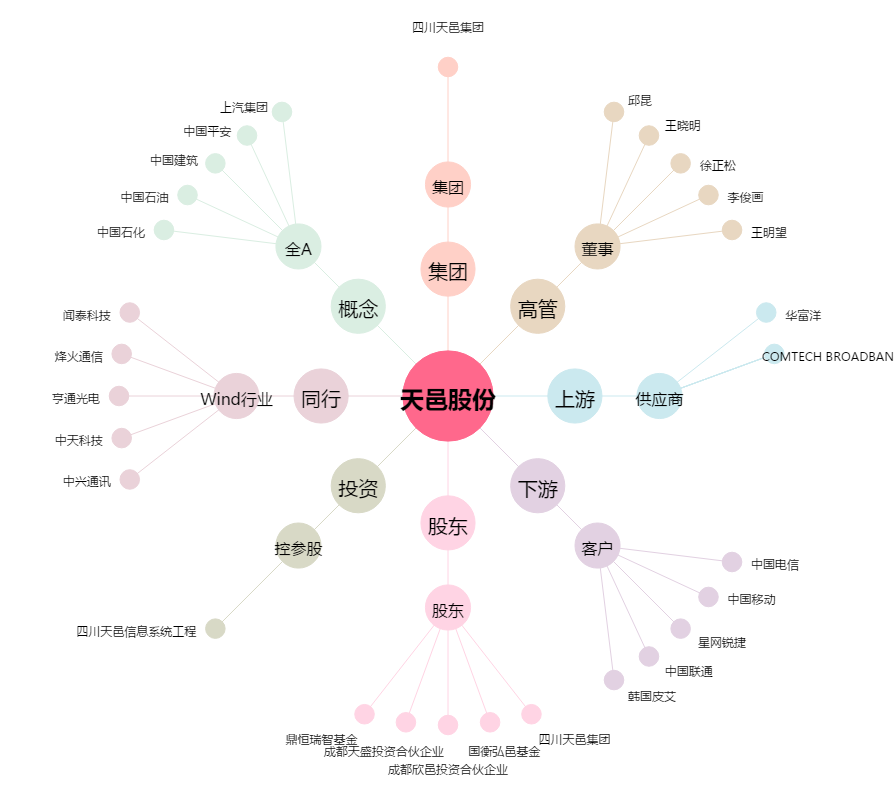 四川天邑集团
邱昆
上汽集团
王晓明
中国平安
中国建筑
徐正松
集团
中国石油
李俊画
中国石化
王明望
全A
董事
集团
概念
高管
闻泰科技
华富洋
烽火通信
COMTECH BROADBAN
亨通光电
Wind行业
同行
天邑股份
上游
供应商
中天科技
中兴通讯
投资
下游
股东
控参股
客户
中国电信
中国移动
股东
四川天邑信息系统工程
星网锐捷
中国联通
韩国皮艾
鼎恒瑞智基金
四川天邑集团
成都天盛投资合伙企业
国衡弘邑基金
成都欣邑投资合伙企业